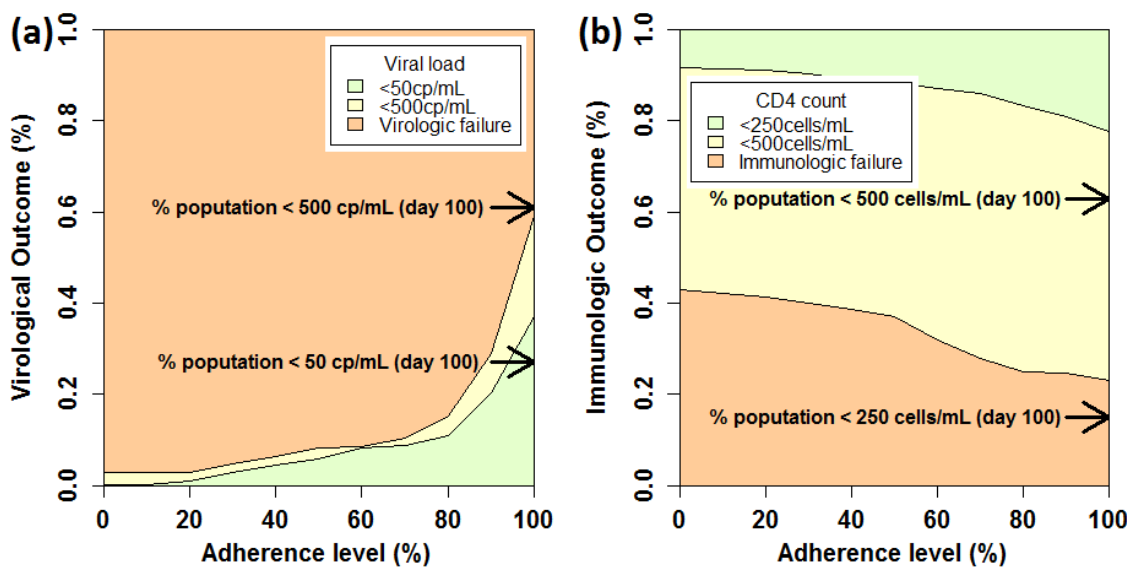 (a)
Virological Outcome (%)
1.0
0.8
0.6
0.4
0.2
0.0
Viral load
<50cp/mL
<500cp/mL
Virologic failure
% population < 500 cp/mL (day 100)
% population < 50 cp/mL (day 100)
0 20 40 60 80 100
Adherence level (%)
(b)
Immunologic Outcome (%)
1.0
0.8
0.6
0.4
0.2
0.0
CD4 count
<250cells/mL
<500cells/mL
Immunologic failure
% population < 500 cells/mL (day 100)
% population < 250 cells/mL (day 100)
0 20 40 60 80 100
Adherence level (%)